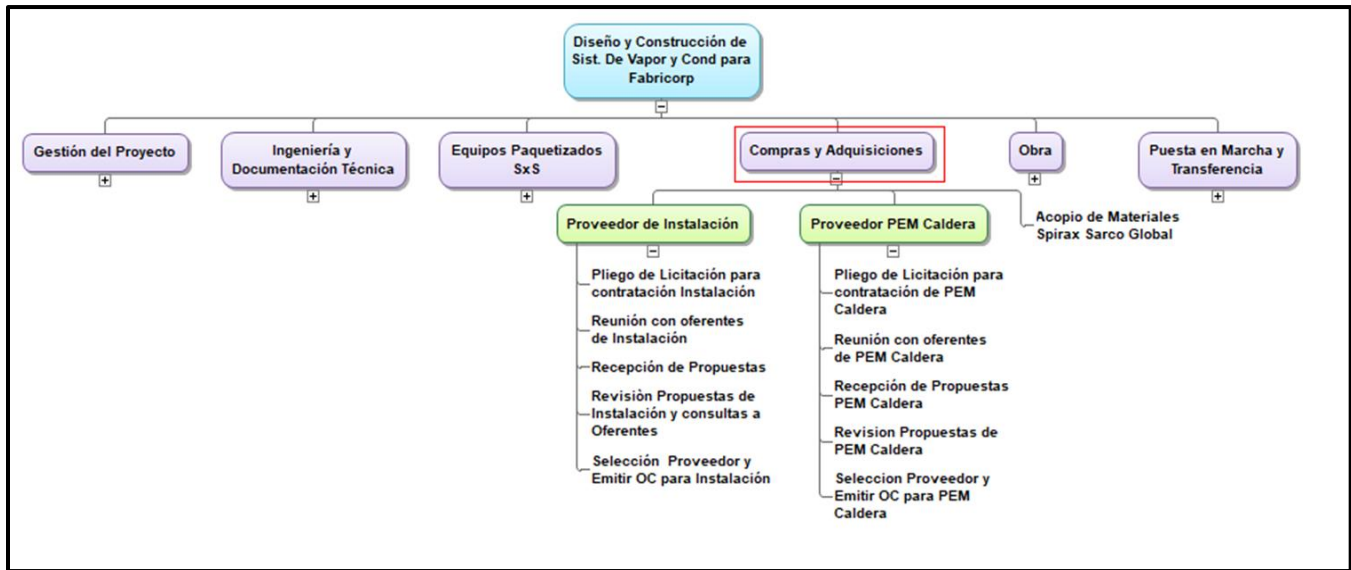 Diseño y Construcción de
Sist. De Vapor y Cond para
Fabricorp
Gestión del Proyecto
Ingeniería y
Documentación Técnica
Equipos Paquetizados
SxS
Compras y Adquisiciones
Obra
Puesta en Marcha y
Transferencia
Proveedor de Instalación
Pliego de Licitación para
contratación Instalación
Reunión con oferentes
de Instalación
Recepción de Propuestas
Revisiòn Propuestas de
Instalación y consultas a
Oferentes
Selección Proveedor y
Emitir OC para Instalación
Proveedor PEM Caldera
Pliego de Licitación para
contratación de PEM
Caldera
Reunión con oferentes
de PEM Caldera
Recepción de Propuestas
PEM Caldera
Revision Propuestas de
PEM Caldera
Seleccion Proveedor y
Emitir OC para PEM
Caldera
Acopio de Materiales
Spirax Sarco Global